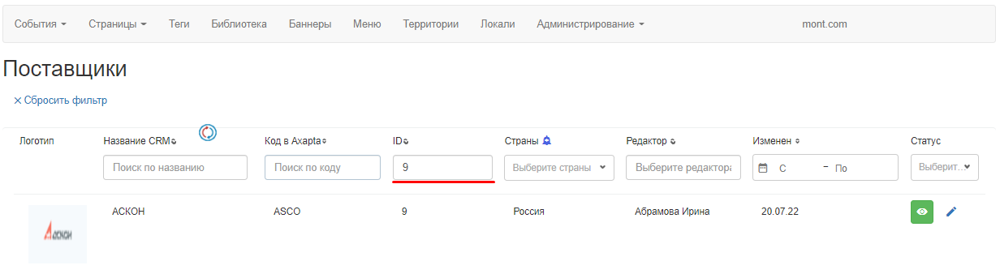 События Страницы Теги Библиотека Баннеры Меню Территории Локали Администрирование mont.com
Поставщики
× Сбросить фильтр
Логотип Название CRM Код в Axapta ID Страны Редактор Изменен Статус
Поиск по названию Поиск по коду 9 Выберите страны Выберите редактора С – По Выберит...
АСКОН АСКОН ASCO 9 Россия Абрамова Ирина 20.07.22